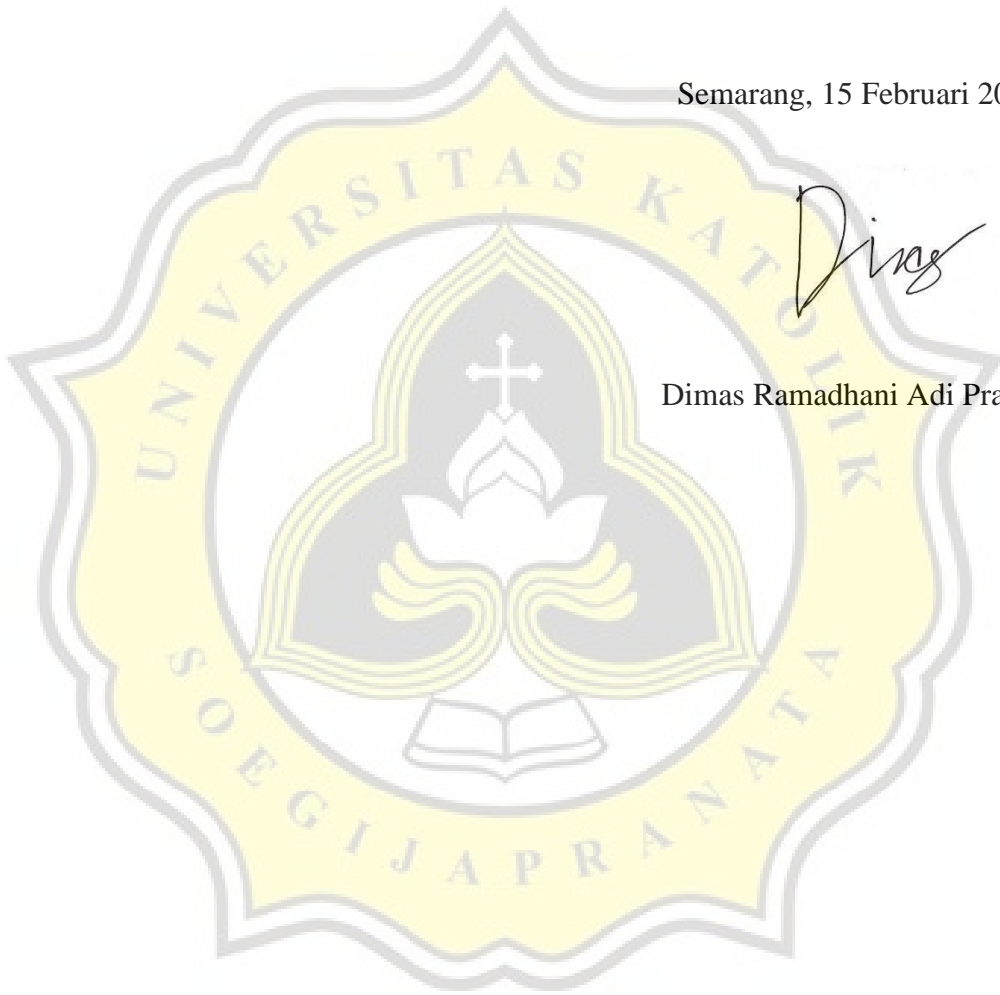 Semarang, 15 Februari 20
Dimas Ramadhani Adi Pra
UNIVERSITAS KATOLIK
SOEGIJAPRANATA